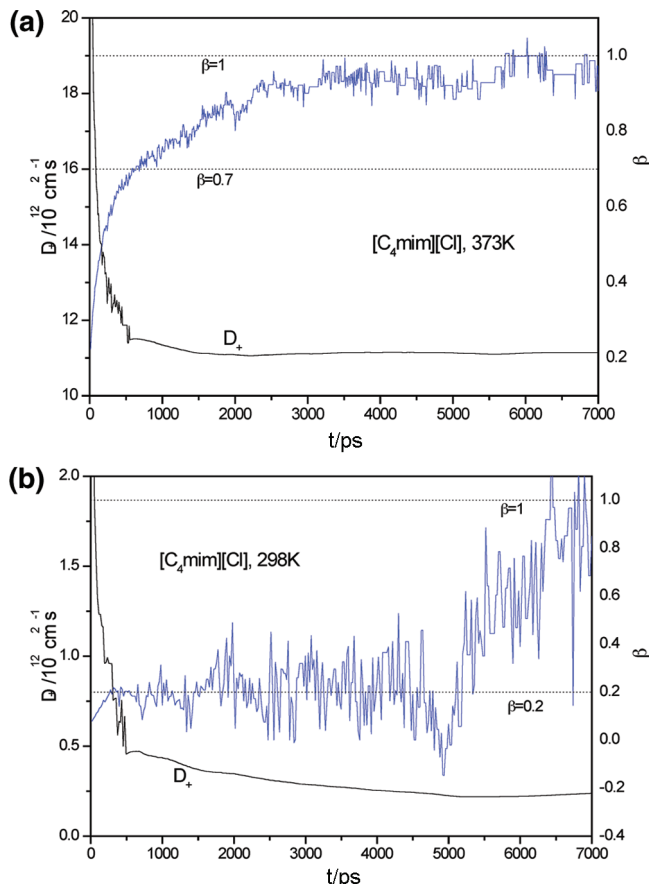 (a)
20
18
16
14
12
10
D₊/10¹² cm² s⁻¹
β=1
β=0.7
[C₄mim][Cl], 373K
D₊
1.0
0.8
0.6
0.4
0.2
β
0 1000 2000 3000 4000 5000 6000 7000
t/ps
(b)
2.0
1.5
1.0
0.5
0.0
D₊/10¹² cm² s⁻¹
β=1
[C₄mim][Cl], 298K
β=0.2
D₊
1.0
0.8
0.6
0.4
0.2
0.0
-0.2
-0.4
β
0 1000 2000 3000 4000 5000 6000 7000
t/ps